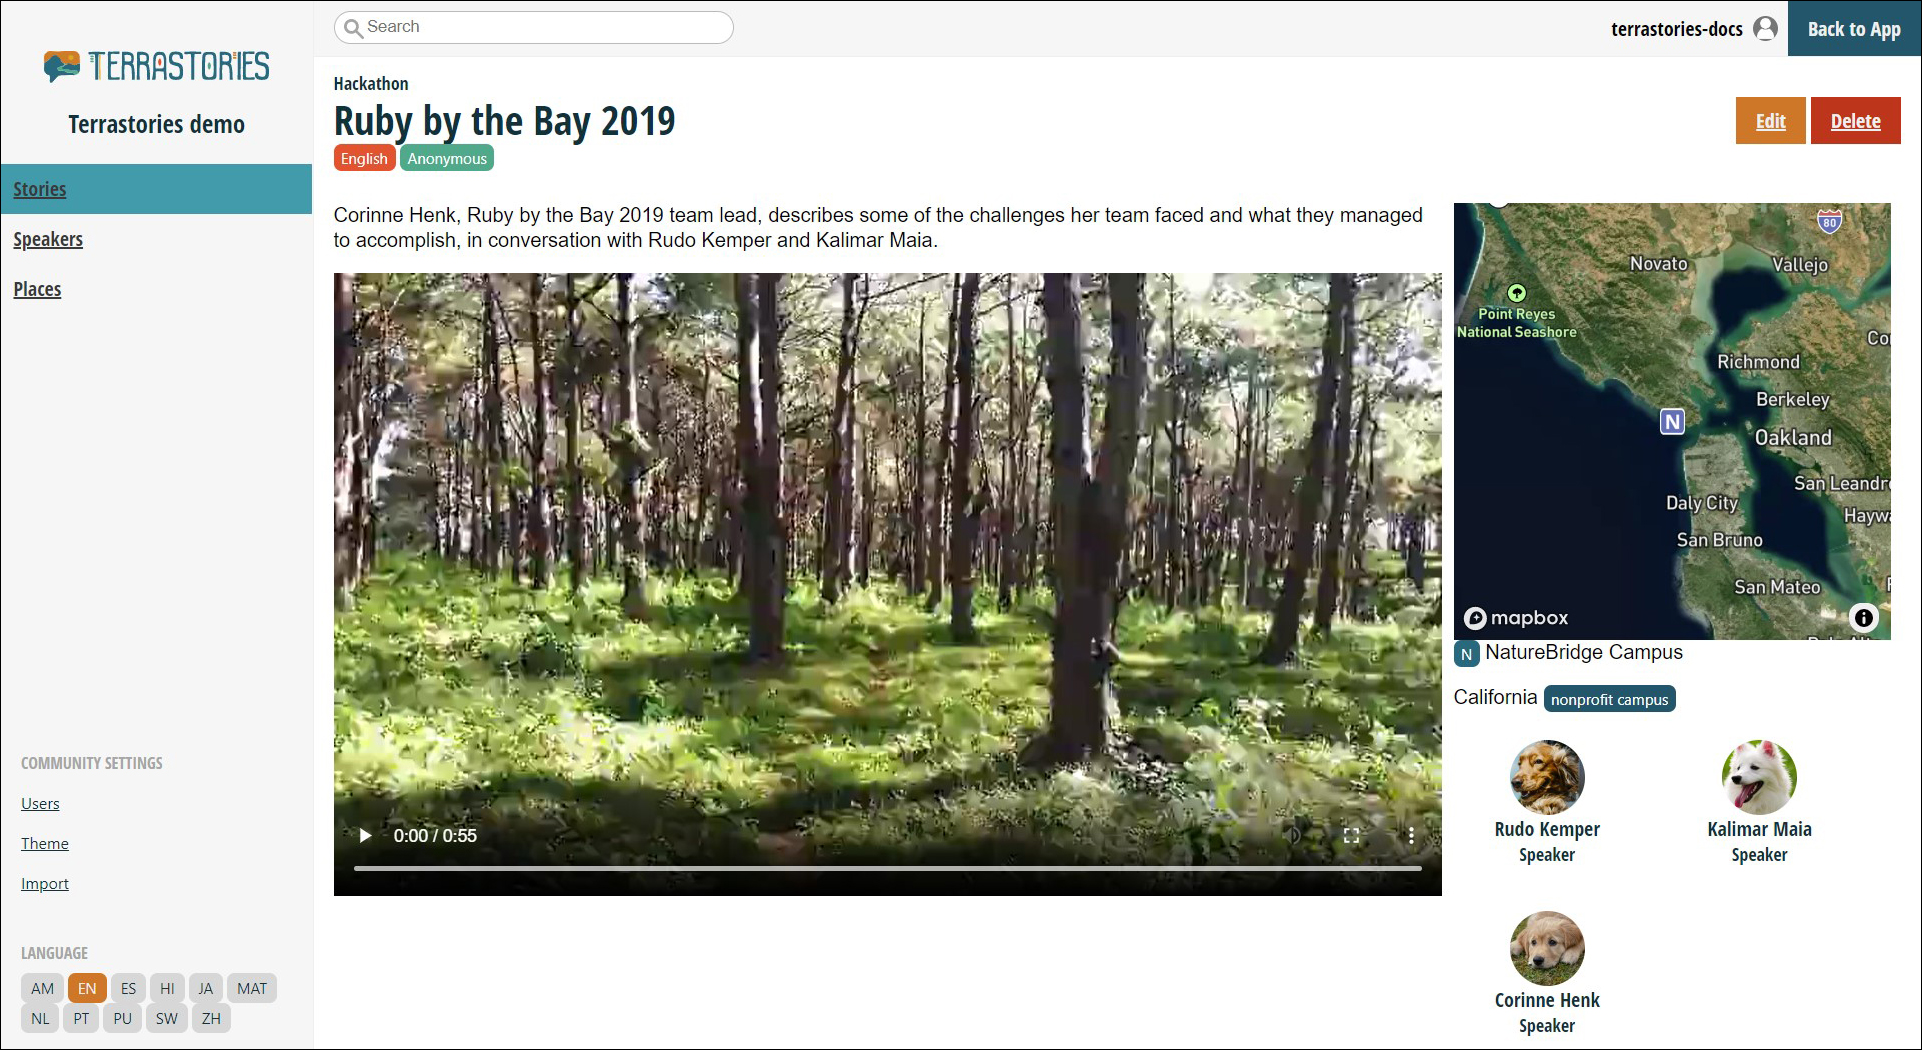 TERRASTORIES
Terrastories demo
Stories
Speakers
Places
COMMUNITY SETTINGS
Users
Theme
Import
LANGUAGE
AM EN ES HI JA MAT
NL PT PU SW ZH
Search
terrastories-docs
Back to App
Hackathon
Ruby by the Bay 2019
English Anonymous
Edit Delete
Corinne Henk, Ruby by the Bay 2019 team lead, describes some of the challenges her team faced and what they managed
to accomplish, in conversation with Rudo Kemper and Kalimar Maia.
0:00 / 0:55
80
Novato
Vallejo
Point Reyes
National Seashore
Co
Richmond
Berkeley
N
Oakland
San Leandr
Daly City
Hayw
San Bruno
San Mateo
mapbox
N NatureBridge Campus
California nonprofit campus
Rudo Kemper
Speaker
Kalimar Maia
Speaker
Corinne Henk
Speaker